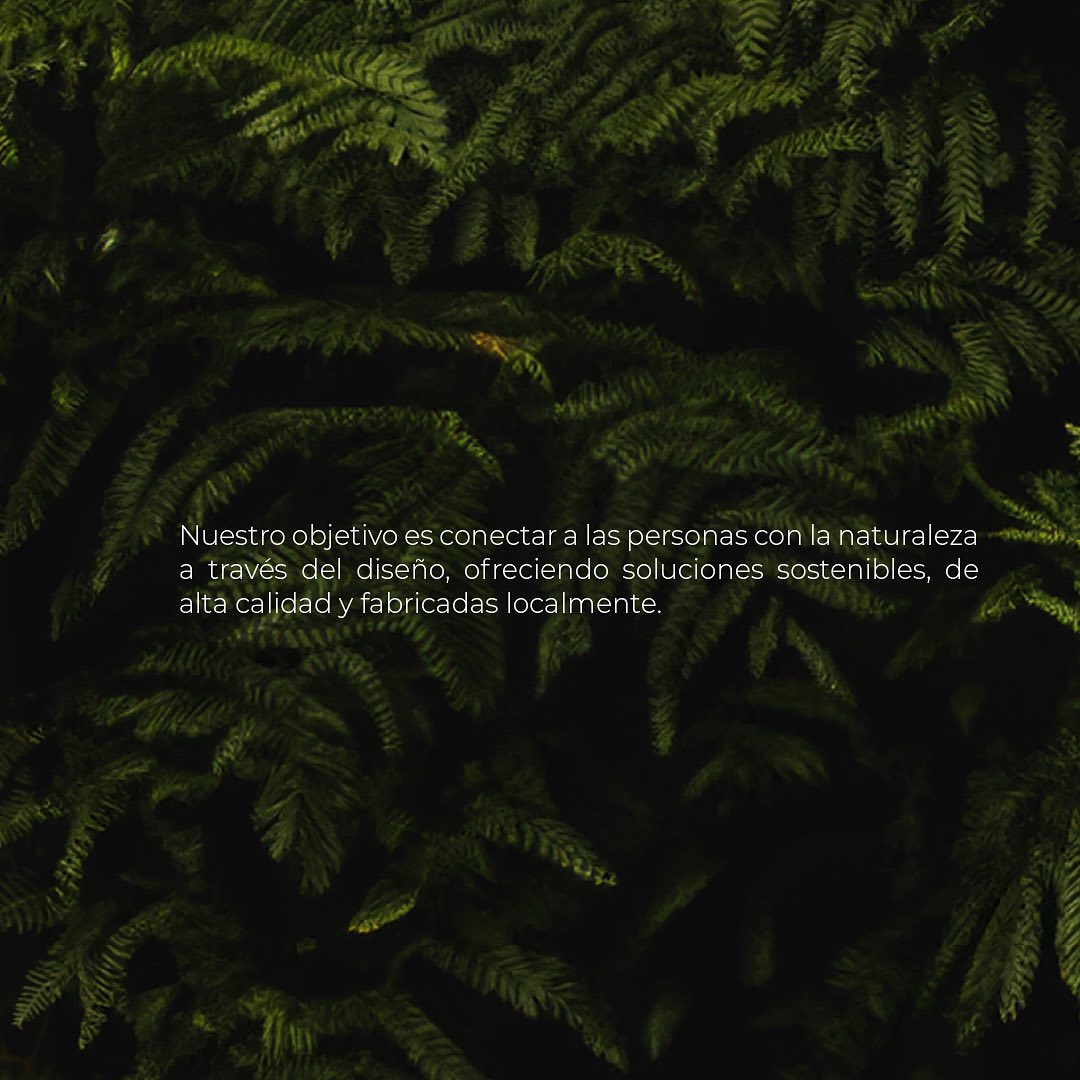 Nuestro objetivo es conectar a las personas con la naturaleza
a través del diseño, ofreciendo soluciones sostenibles, de
alta calidad y fabricadas localmente.